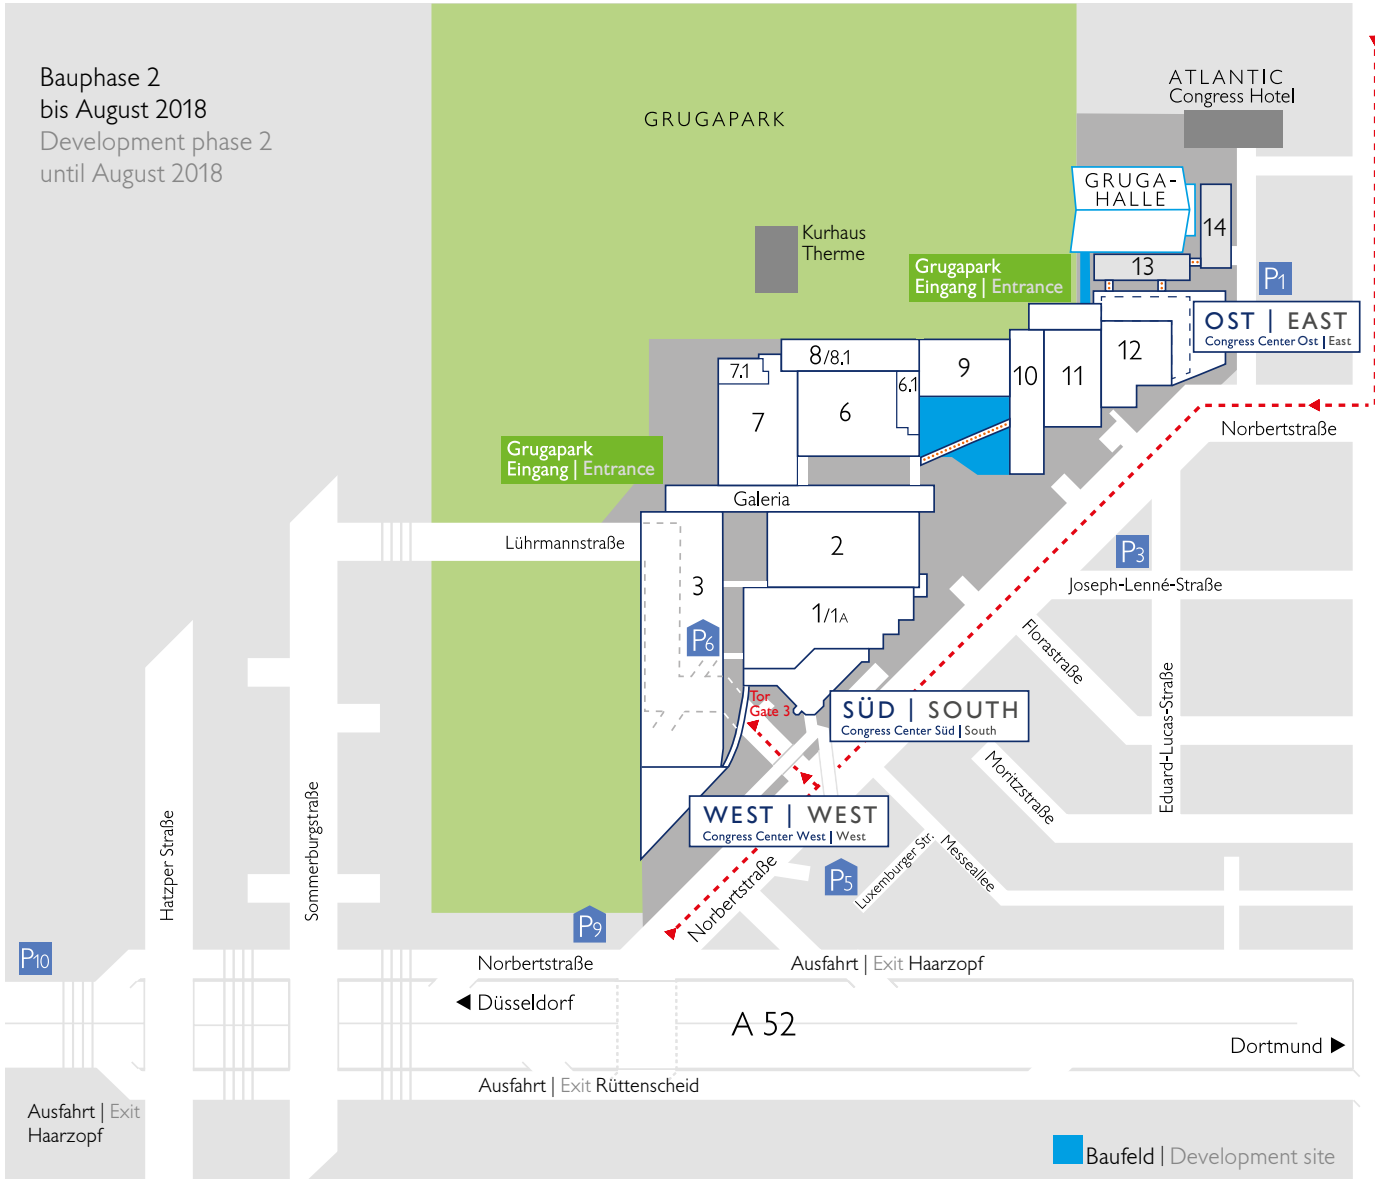 Bauphase 2
bis August 2018
Development phase 2
until August 2018
GRUGAPARK
ATLANTIC
Congress Hotel
GRUGA-
HALLE
14
13
P1
Kurhaus
Therme
Grugapark
Eingang | Entrance
OST | EAST
Congress Center Ost | East
12
11
10
9
8/8.1
7.1
6.1
6
7
Norbertstraße
Grugapark
Eingang | Entrance
Galeria
Lührmannstraße
2
3
P3
Joseph-Lenné-Straße
1/1A
P6
Florastraße
Eduard-Lucas-Straße
Tor
Gate 3
SÜD | SOUTH
Congress Center Süd | South
Moritzstraße
WEST | WEST
Congress Center West | West
Hatzper Straße
Sommerburgstraße
Luxemburger Str.
Messeallee
P5
Norbertstraße
P9
P10
Norbertstraße
Ausfahrt | Exit Haarzopf
Düsseldorf
A 52
Dortmund
Ausfahrt | Exit Rüttenscheid
Ausfahrt | Exit
Haarzopf
Baufeld | Development site